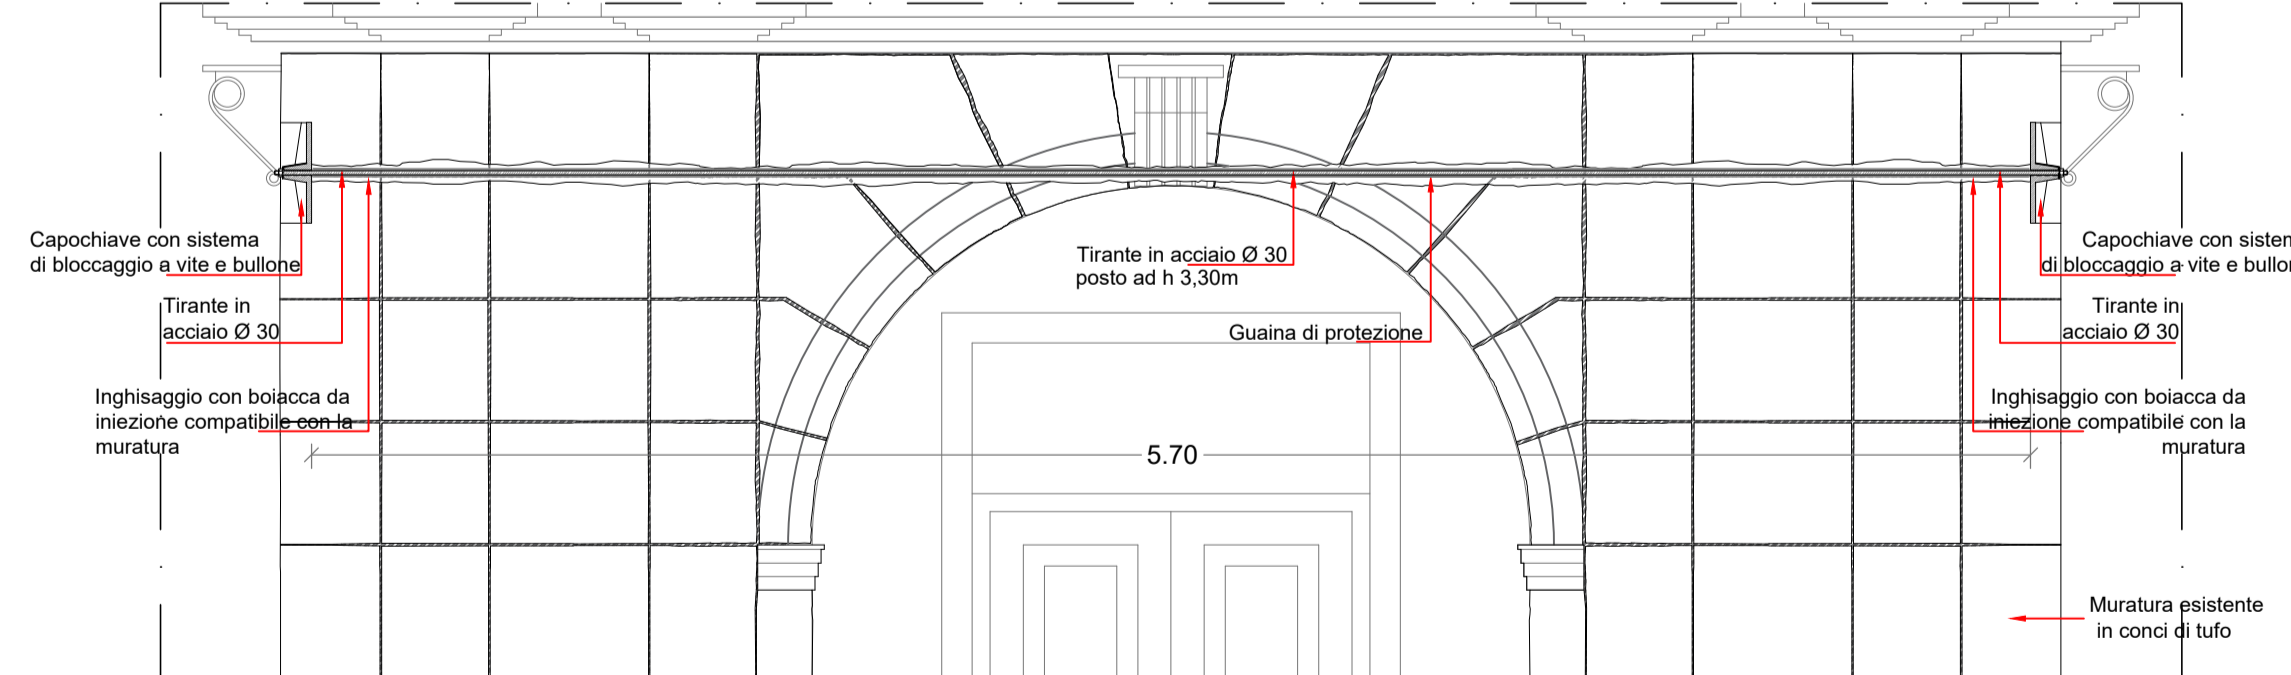 Capochiave con sistema
di bloccaggio a vite e bullone
Tirante in
acciaio Ø 30
Inghisaggio con boiacca da
iniezione compatibile con la
muratura
Tirante in acciaio Ø 30
posto ad h 3,30m
Guaina di protezione
5.70
Capochiave con sistem
di bloccaggio a vite e bullo
Tirante in
acciaio Ø 30
Inghisaggio con boiacca da
iniezione compatibile con la
muratura
Muratura esistente
in conci di tufo